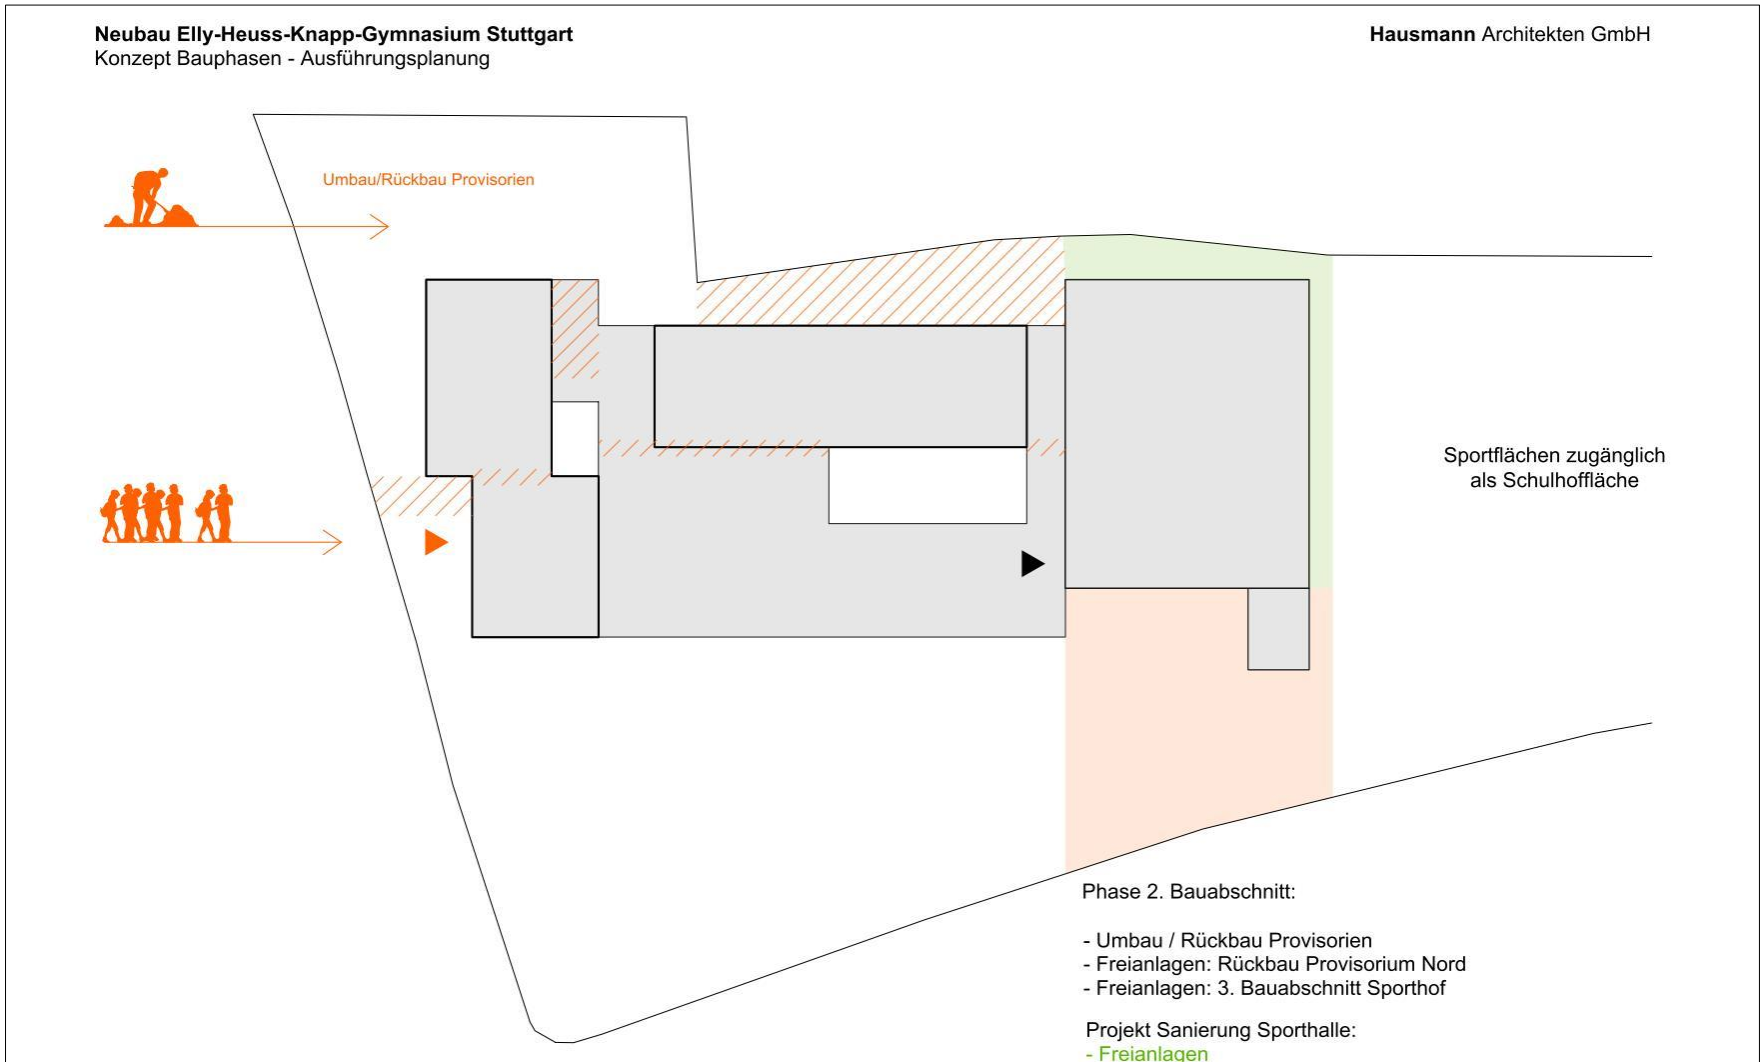 Neubau Elly-Heuss-Knapp-Gymnasium Stuttgart
Konzept Bauphasen - Ausführungsplanung
Hausmann Architekten GmbH
Umbau/Rückbau Provisorien
Sportflächen zugänglich
als Schulhoffläche
Phase 2. Bauabschnitt:
- Umbau / Rückbau Provisorien
- Freianlagen: Rückbau Provisorium Nord
- Freianlagen: 3. Bauabschnitt Sporthof
Projekt Sanierung Sporthalle:
- Freianlagen